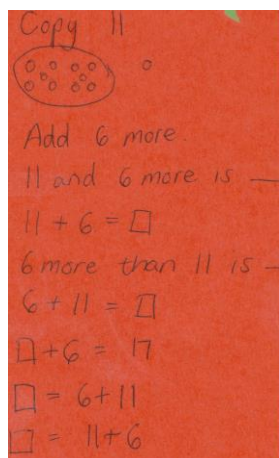 Copy 11
Add 6 more.
11 and 6 more is __
11 + 6 = □
6 more than 11 is _
6 + 11 = □
□ + 6 = 17
□ = 6 + 11
□ = 11 + 6